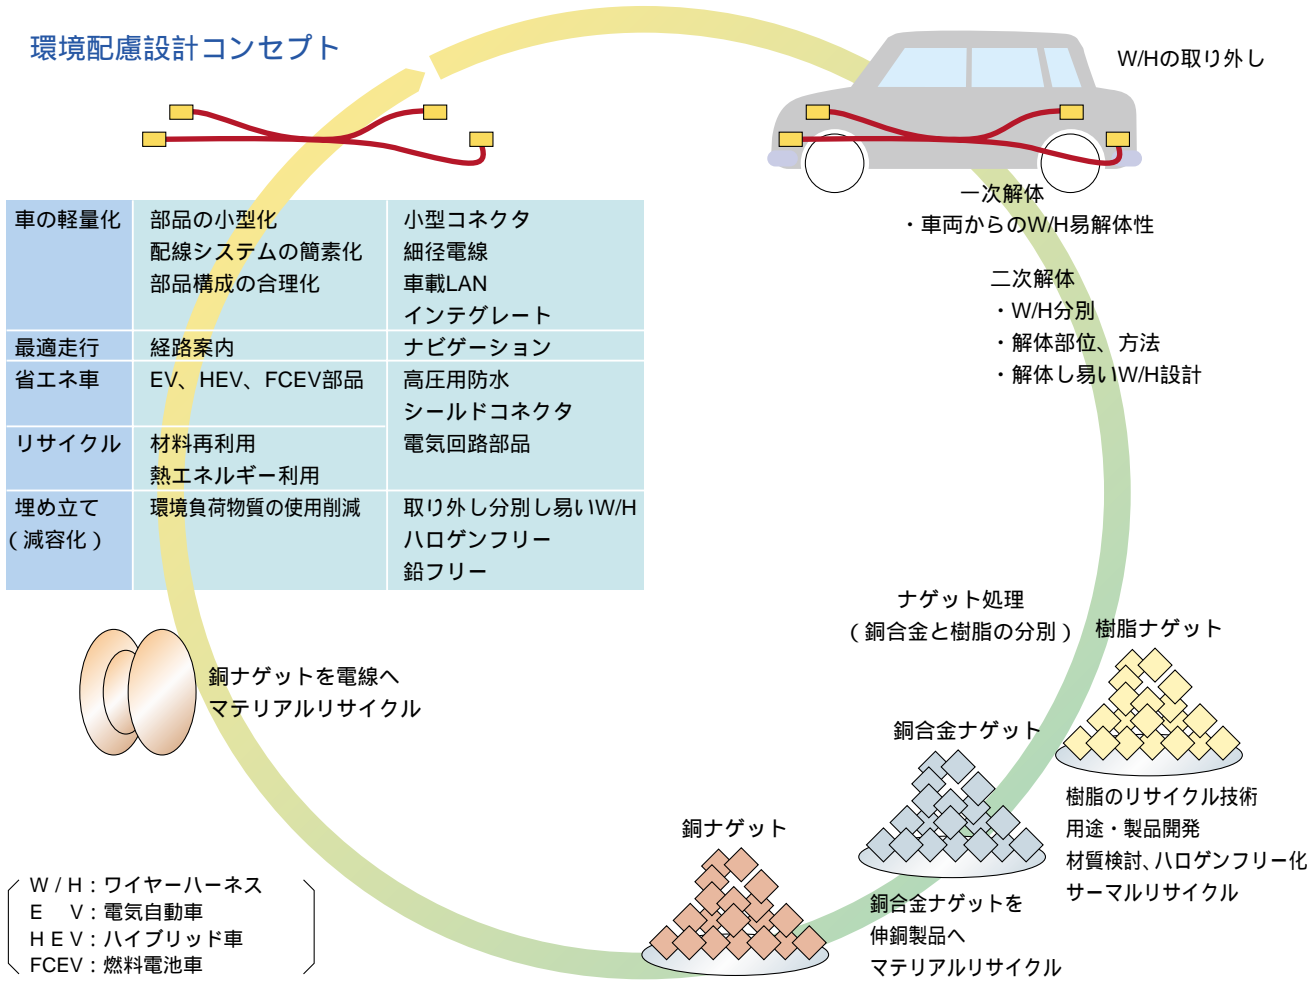 環境配慮設計コンセプト
W/Hの取り外し
一次解体
・車両からのW/H易解体性
二次解体
・W/H分別
・解体部位、方法
・解体し易いW/H設計
車の軽量化 部品の小型化 小型コネクタ
配線システムの簡素化 細径電線
部品構成の合理化 車載LAN
インテグレート
最適走行 経路案内 ナビゲーション
省エネ車 EV、HEV、FCEV部品 高圧用防水
シールドコネクタ
リサイクル 材料再利用 電気回路部品
熱エネルギー利用
埋め立て 環境負荷物質の使用削減 取り外し分別し易いW/H
(減容化) ハロゲンフリー
鉛フリー
ナゲット処理
(銅合金と樹脂の分別)
樹脂ナゲット
樹脂のリサイクル技術
用途・製品開発
材質検討、ハロゲンフリー化
サーマルリサイクル
銅合金ナゲット
銅合金ナゲットを
伸銅製品へ
マテリアルリサイクル
銅ナゲット
銅ナゲットを電線へ
マテリアルリサイクル
W/H:ワイヤーハーネス
E V:電気自動車
HEV:ハイブリッド車
FCEV:燃料電池車